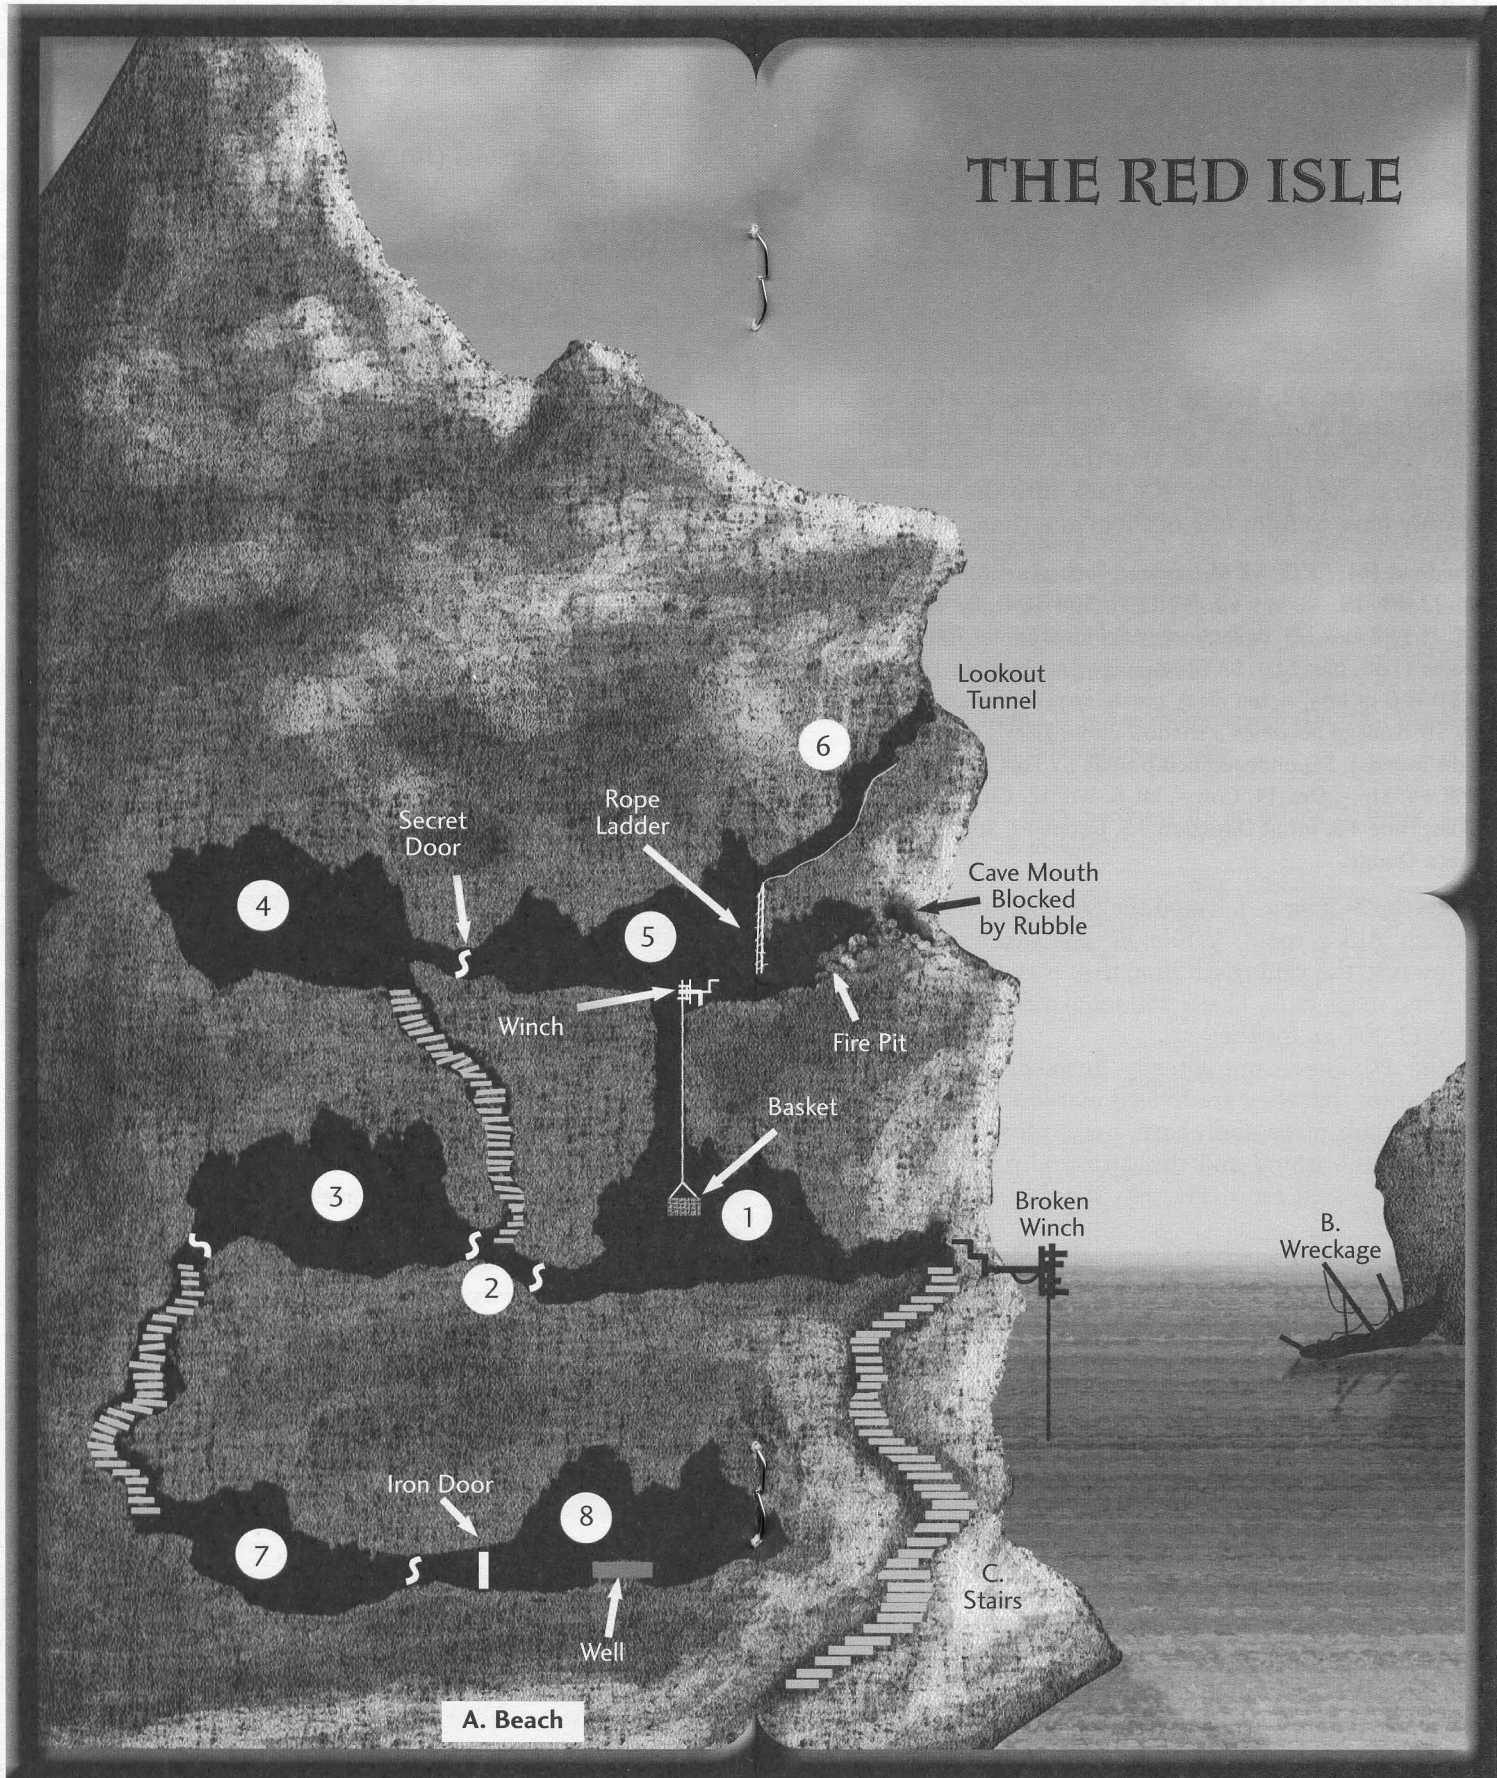 THE RED ISLE
Lookout
Tunnel
6
Rope
Ladder
Secret
Door
Cave Mouth
Blocked
by Rubble
4
5
Winch
Fire Pit
Basket
3
1
Broken
Winch
B.
Wreckage
2
Iron Door
8
7
C.
Stairs
Well
A. Beach